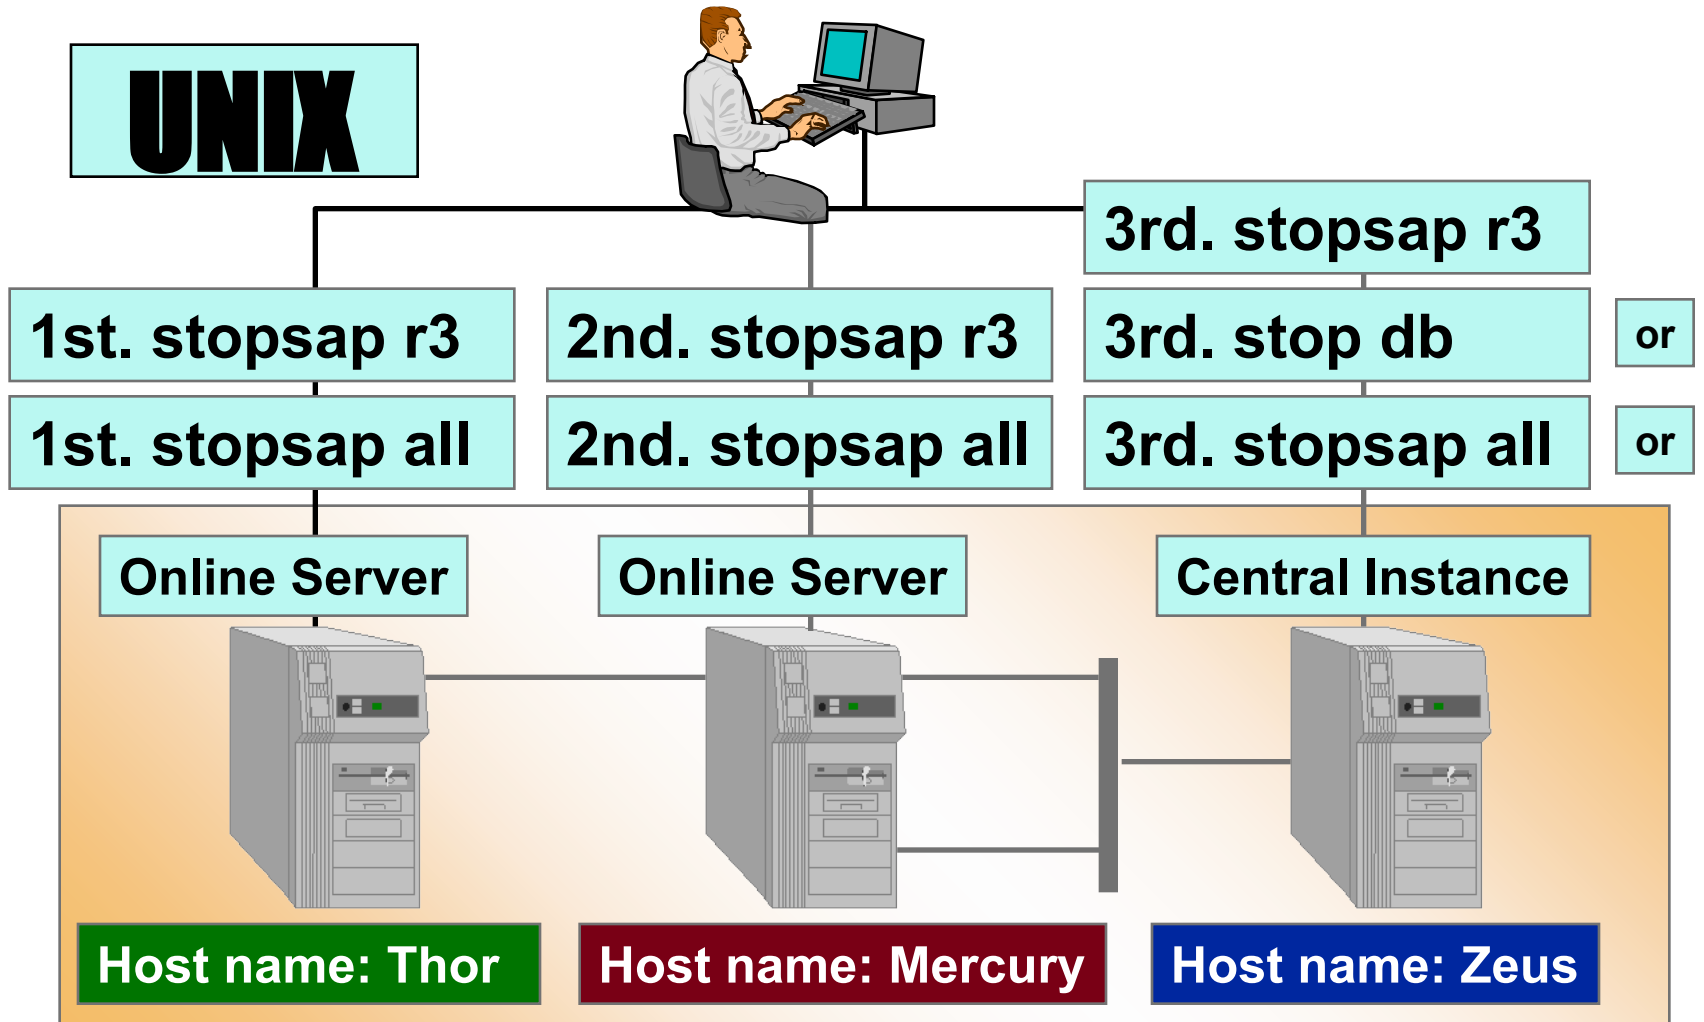 UNIX
3rd. stopsap r3
1st. stopsap r3
2nd. stopsap r3
3rd. stop db
or
1st. stopsap all
2nd. stopsap all
3rd. stopsap all
or
Online Server
Online Server
Central Instance
Host name: Thor
Host name: Mercury
Host name: Zeus